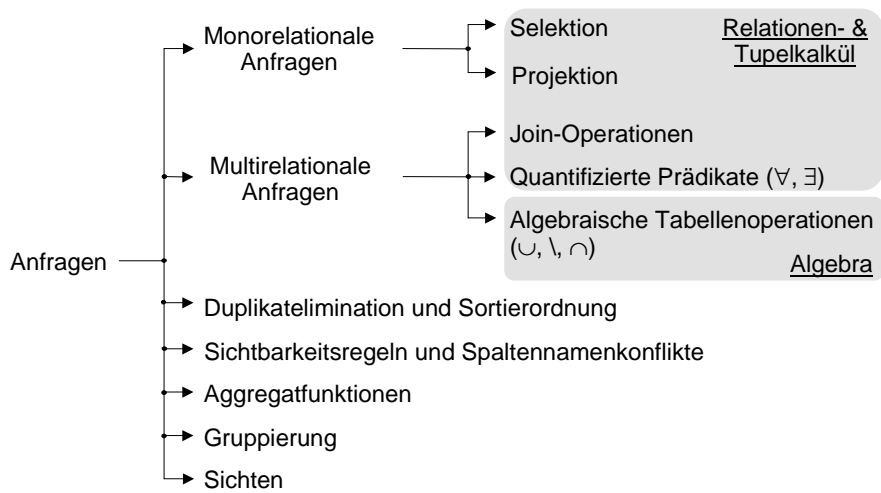 Monorelationale
Anfragen
Selektion
Relationen- &
Tupelkalkül
Projektion
Multirelationale
Anfragen
Join-Operationen
Quantifizierte Prädikate (∀, ∃)
Algebraische Tabellenoperationen
(∪, \, ∩)
Algebra
Anfragen
Duplikatelimination und Sortierordnung
Sichtbarkeitsregeln und Spaltennamenkonflikte
Aggregatfunktionen
Gruppierung
Sichten